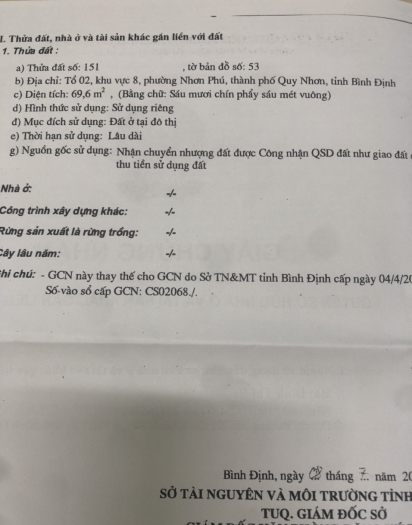 I. Thửa đất, nhà ở và tài sản khác gắn liền với đất
1. Thửa đất :
a) Thửa đất số: 151 , tờ bản đồ số: 53
b) Địa chỉ: Tổ 02, khu vực 8, phường Nhơn Phú, thành phố Quy Nhơn, tỉnh Bình Định
c) Diện tích: 69,6 m² , (Bằng chữ: Sáu mươi chín phẩy sáu mét vuông)
d) Hình thức sử dụng: Sử dụng riêng
đ) Mục đích sử dụng: Đất ở tại đô thị
e) Thời hạn sử dụng: Lâu dài
g) Nguồn gốc sử dụng: Nhận chuyển nhượng đất được Công nhận QSD đất như giao đất
thu tiền sử dụng đất
Nhà ở: -/-
Công trình xây dựng khác: -/-
Rừng sản xuất là rừng trồng: -/-
Cây lâu năm: -/-
hi chú: - GCN này thay thế cho GCN do Sở TN&MT tỉnh Bình Định cấp ngày 04/4/20
Số vào sổ cấp GCN: CS02068./.
Bình Định, ngày tháng 7 năm 20
SỞ TÀI NGUYÊN VÀ MÔI TRƯỜNG TỈNH
TUQ. GIÁM ĐỐC SỞ